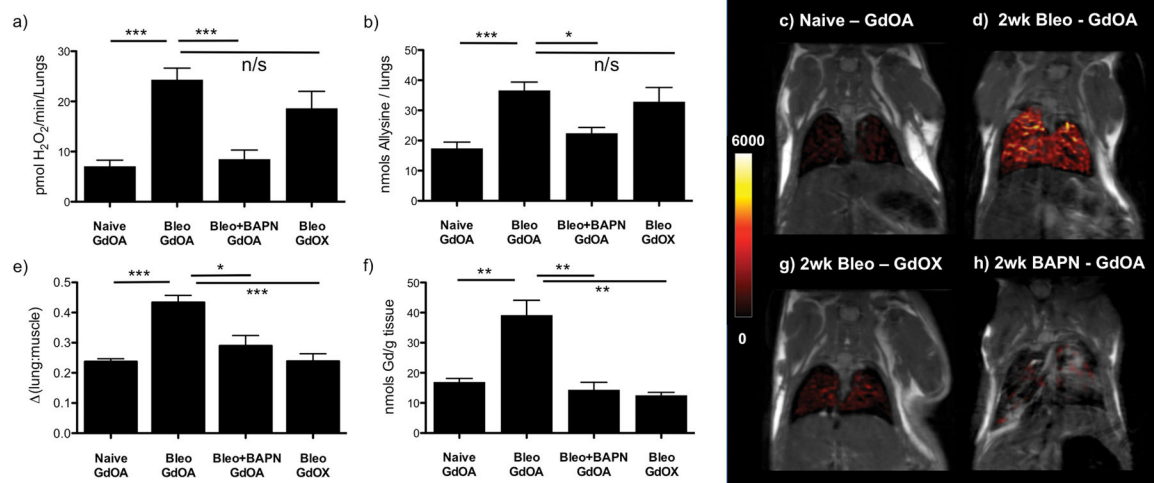 a)
*** ***
n/s
pmol H₂O₂/min/Lungs
30
20
10
0
Naive GdOA
Bleo GdOA
Bleo+BAPN GdOA
Bleo GdOX
b)
*** *
n/s
nmols Allysine / lungs
50
40
30
20
10
0
Naive GdOA
Bleo GdOA
Bleo+BAPN GdOA
Bleo GdOX
c) Naive – GdOA
d) 2wk Bleo - GdOA
6000
0
e)
*** *
***
Δ(lung:muscle)
0.5
0.4
0.3
0.2
0.1
0.0
Naive GdOA
Bleo GdOA
Bleo+BAPN GdOA
Bleo GdOX
f)
** **
**
nmols Gd/g tissue
50
40
30
20
10
0
Naive GdOA
Bleo GdOA
Bleo+BAPN GdOA
Bleo GdOX
g) 2wk Bleo – GdOX
h) 2wk BAPN - GdOA